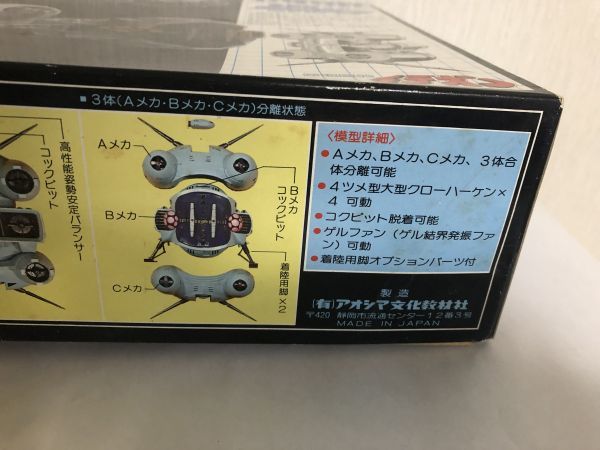 ■ 3体(Aメカ・Bメカ・Cメカ)分離状態
高性能姿勢安定バランサー
コックピット
Aメカ
Bメカ
Cメカ
Bメカ
コックピット
着陸用脚×2
〈模型詳細〉
● Aメカ、Bメカ、Cメカ、3体合
体分離可能
● 4ツメ型大型クローハーケン×
4 可動
● コクピット脱着可能
● ゲルファン(ゲル結界発振ファ
ン)可動
● 着陸用脚オプションパーツ付
製造
(有)アオシマ文化教材社
〒420 静岡市流通センター12番3号
MADE IN JAPAN